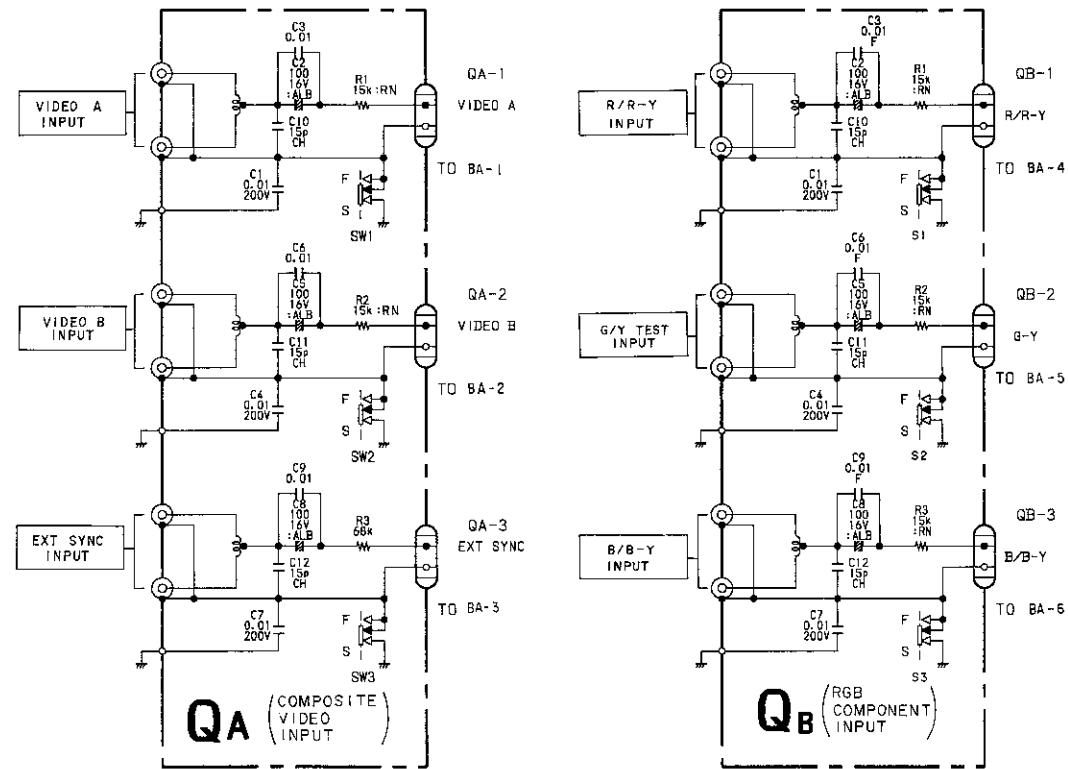 C3
0.01
C2
100
16V
:ALB
R1
15k :RN
QA-1
VIDEO A
VIDEO A
INPUT
C10
15p
CH
TO BA-1
C1
0.01
200V
F
S
SW1
C6
0.01
C5
100
16V
:ALB
R2
15k :RN
QA-2
VIDEO B
VIDEO B
INPUT
C11
15p
CH
TO BA-2
C4
0.01
200V
F
S
SW2
C9
0.01
C8
100
16V
:ALB
R3
68k
QA-3
EXT SYNC
EXT SYNC
INPUT
C12
15p
CH
TO BA-3
C7
0.01
200V
F
S
SW3
QA (COMPOSITE
VIDEO
INPUT)
C3
0.01
F
C2
100
16V
:ALB
R1
15k
:RN
QB-1
R/R-Y
R/R-Y
INPUT
C10
15p
CH
TO BA-4
C1
0.01
200V
F
S
S1
C6
0.01
F
C5
100
16V
:ALB
R2
15k
:RN
QB-2
G-Y
G/Y TEST
INPUT
C11
15p
CH
TO BA-5
C4
0.01
200V
F
S
S2
C9
0.01
F
C8
100
16V
:ALB
R3
15k
:RN
QB-3
B/B-Y
B/B-Y
INPUT
C12
15p
CH
TO BA-6
C7
0.01
200V
F
S
S3
QB (RGB
COMPONENT
INPUT)